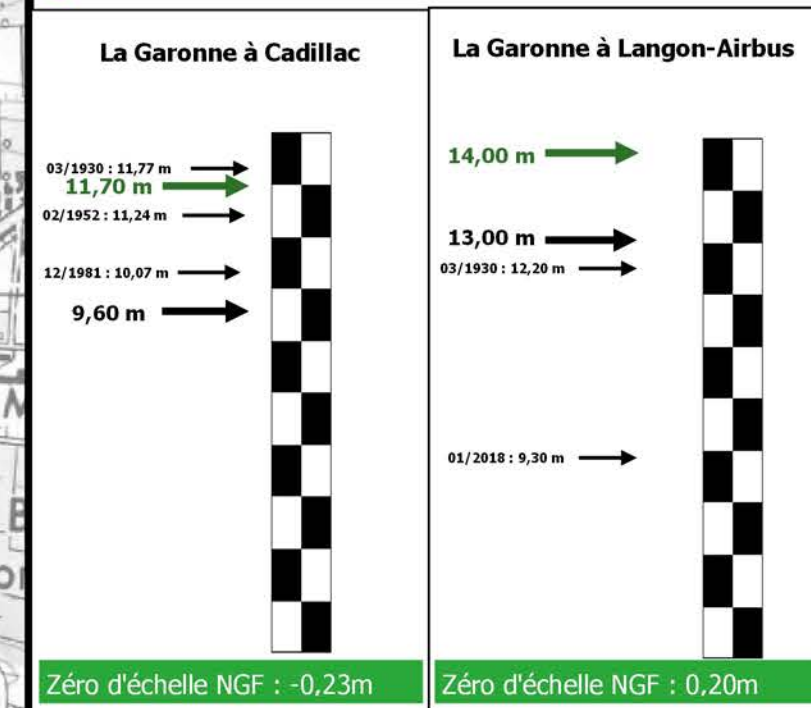 La Garonne à Cadillac
03/1930 : 11,77 m
11,70 m
02/1952 : 11,24 m
12/1981 : 10,07 m
9,60 m
Zéro d'échelle NGF : -0,23m
La Garonne à Langon-Airbus
14,00 m
13,00 m
03/1930 : 12,20 m
01/2018 : 9,30 m
Zéro d'échelle NGF : 0,20m